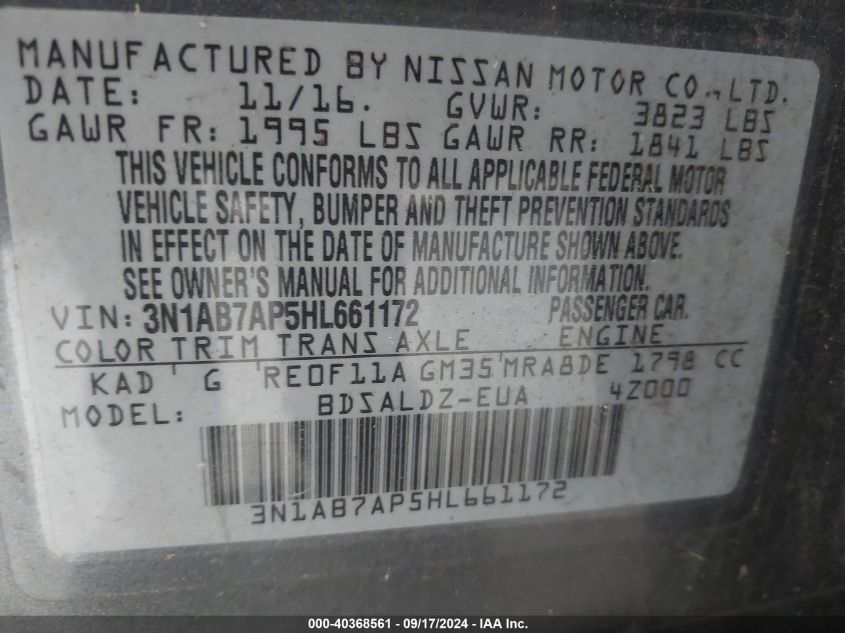 MANUFACTURED BY NISSAN MOTOR CO., LTD.
DATE: 11/16. GVWR: 3823 LBS
GAWR FR: 1995 LBS GAWR RR: 1841 LBS
THIS VEHICLE CONFORMS TO ALL APPLICABLE FEDERAL MOTOR
VEHICLE SAFETY, BUMPER AND THEFT PREVENTION STANDARDS
IN EFFECT ON THE DATE OF MANUFACTURE SHOWN ABOVE.
SEE OWNER'S MANUAL FOR ADDITIONAL INFORMATION.
VIN: 3N1AB7AP5HL661172 PASSENGER CAR.
COLOR TRIM TRANS AXLE ENGINE
KAD G RE0F11A GM35 MRA8DE 1798 CC
MODEL: BDSALDZ-EUA 42000
3N1AB7AP5HL661172
000-40368561 - 09/17/2024 - IAA Inc.